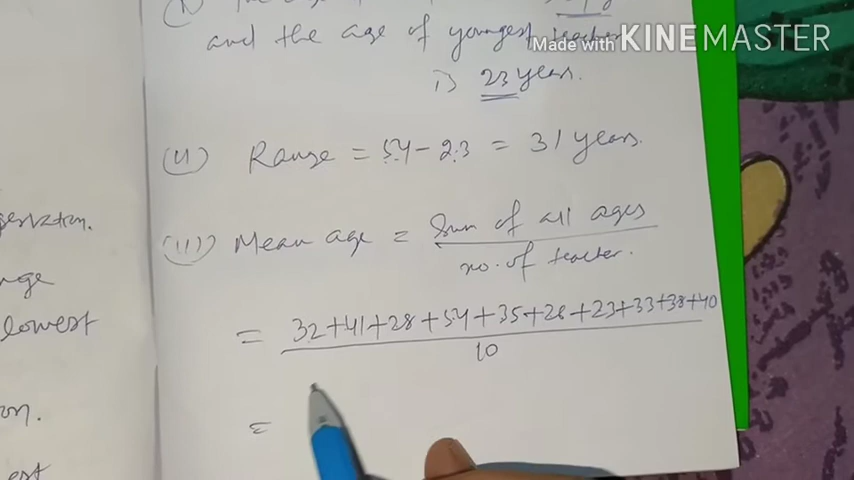 and the age of youngest teacher
Made with KINEMASTER
is 23 years.
(ii) Range = 54 - 23 = 31 years.
(iii) Mean age = Sum of all ages
no. of teacher.
= 32+41+28+54+35+26+23+33+38+40
10
=
lowest